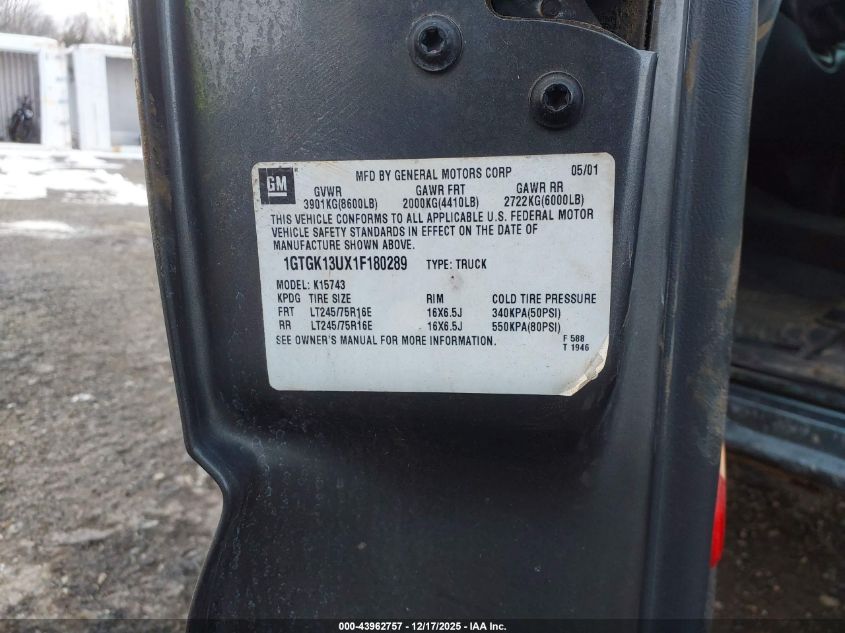 GM
MFD BY GENERAL MOTORS CORP 05/01
GVWR GAWR FRT GAWR RR
3901KG(8600LB) 2000KG(4410LB) 2722KG(6000LB)
THIS VEHICLE CONFORMS TO ALL APPLICABLE U.S. FEDERAL MOTOR
VEHICLE SAFETY STANDARDS IN EFFECT ON THE DATE OF
MANUFACTURE SHOWN ABOVE.
1GTGK13UX1F180289 TYPE: TRUCK
MODEL: K15743
KPDG TIRE SIZE RIM COLD TIRE PRESSURE
FRT LT245/75R16E 16X6.5J 340KPA(50PSI)
RR LT245/75R16E 16X6.5J 550KPA(80PSI)
SEE OWNER'S MANUAL FOR MORE INFORMATION.
F 588
T 1946
000-43962757 - 12/17/2025 - IAA Inc.